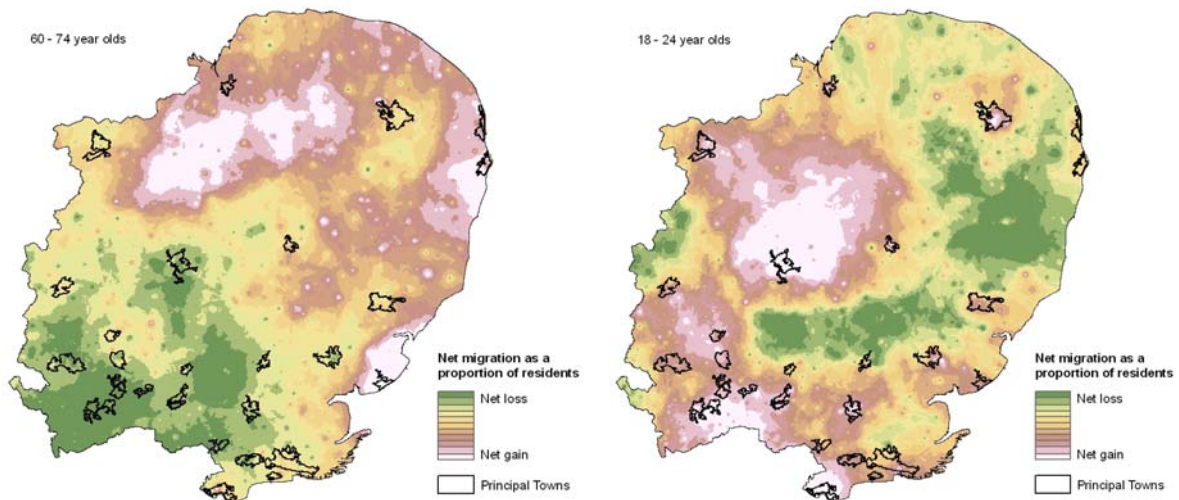 60 - 74 year olds
Net migration as a
proportion of residents
Net loss
Net gain
Principal Towns
18 - 24 year olds
Net migration as a
proportion of residents
Net loss
Net gain
Principal Towns